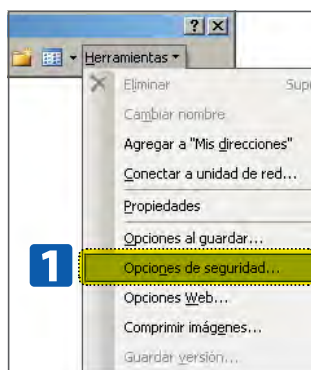 ? X
Herramientas
Eliminar Sup
Cambiar nombre
Agregar a "Mis direcciones"
Conectar a unidad de red...
Propiedades
Opciones al guardar...
1 Opciones de seguridad...
Opciones Web...
Comprimir imágenes...
Guardar versión...